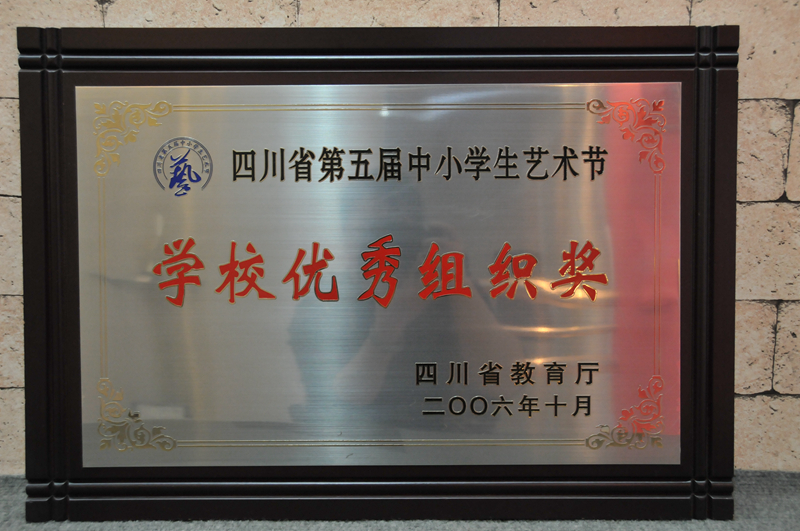 四川省第五届中小学生艺术节
学校优秀组织奖
四川省教育厅
二〇〇六年十月